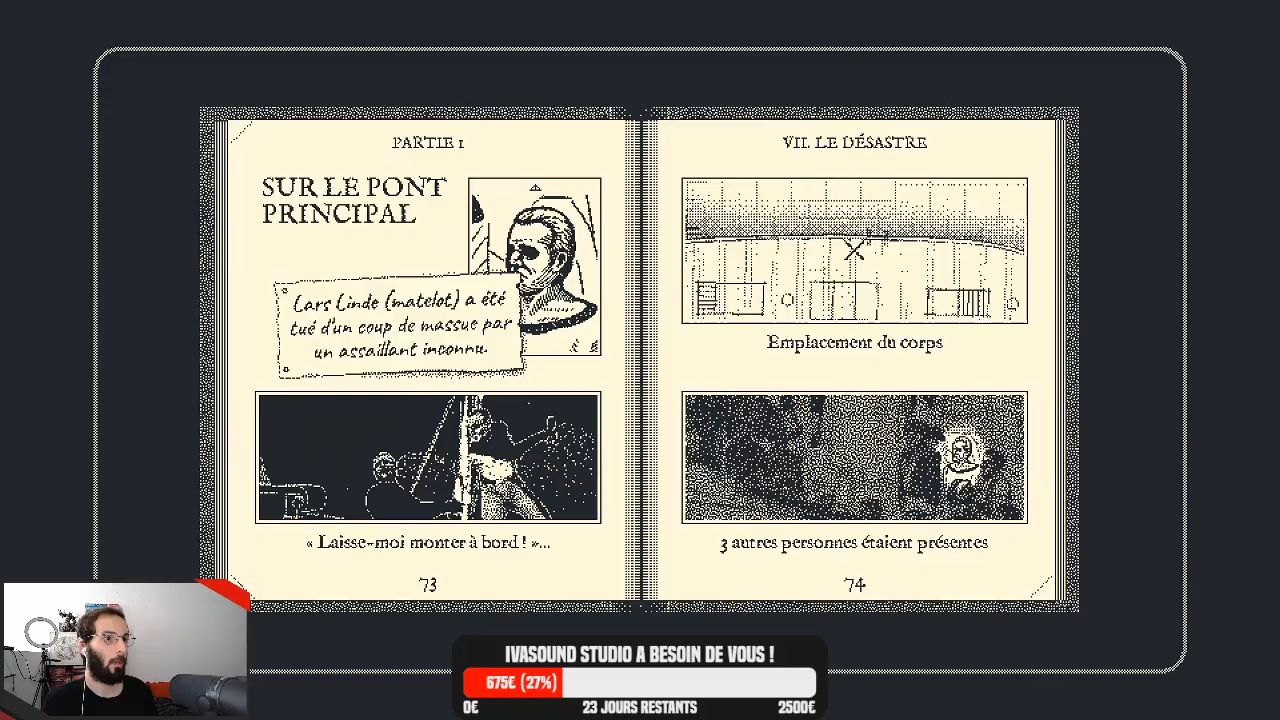 PARTIE 1
SUR LE PONT
PRINCIPAL
Lars Linde (matelot) a été
tué d'un coup de massue par
un assaillant inconnu.
« Laisse-moi monter à bord ! »...
73
VII. LE DÉSASTRE
Emplacement du corps
3 autres personnes étaient présentes
74
IVASOUND STUDIO A BESOIN DE VOUS !
675€ (27%)
0€ 23 JOURS RESTANTS 2500€